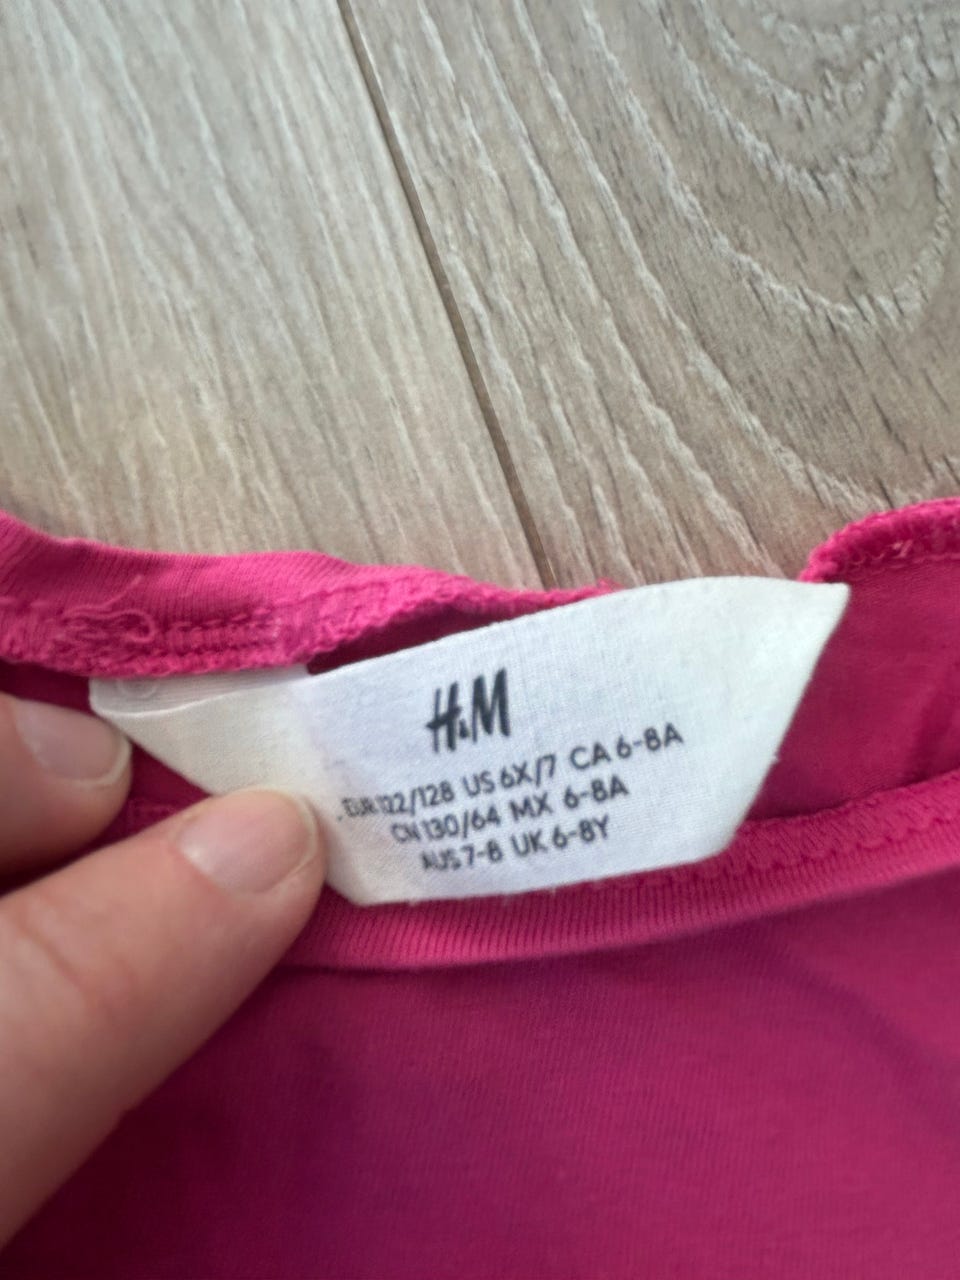 H&M
EUR 122/128 US 6X/7 CA 6-8A
CN 130/64 MX 6-8A
AUS 7-8 UK 6-8Y